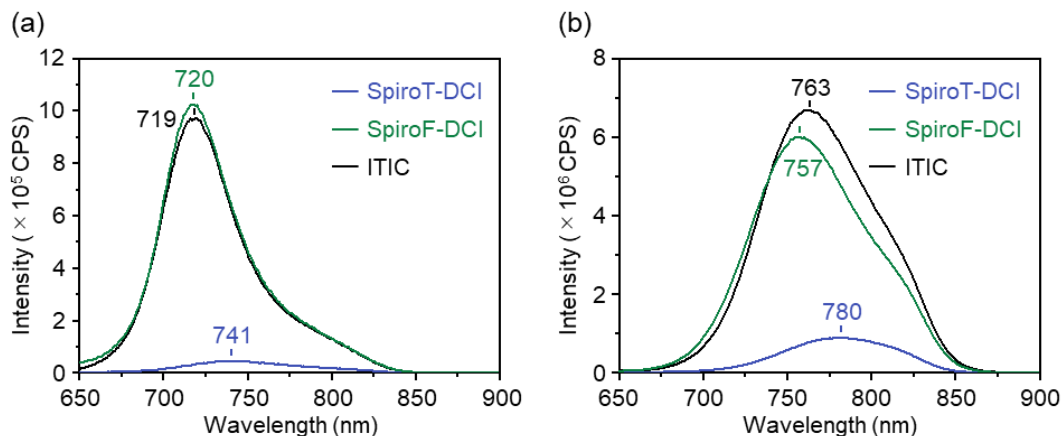 (a)
Intensity (× 10⁵ CPS)
12
10
8
6
4
2
0
720
719
741
SpiroT-DCI
SpiroF-DCI
ITIC
650 700 750 800 850 900
Wavelength (nm)
(b)
Intensity (× 10⁶ CPS)
8
6
4
2
0
763
757
780
SpiroT-DCI
SpiroF-DCI
ITIC
650 700 750 800 850 900
Wavelength (nm)